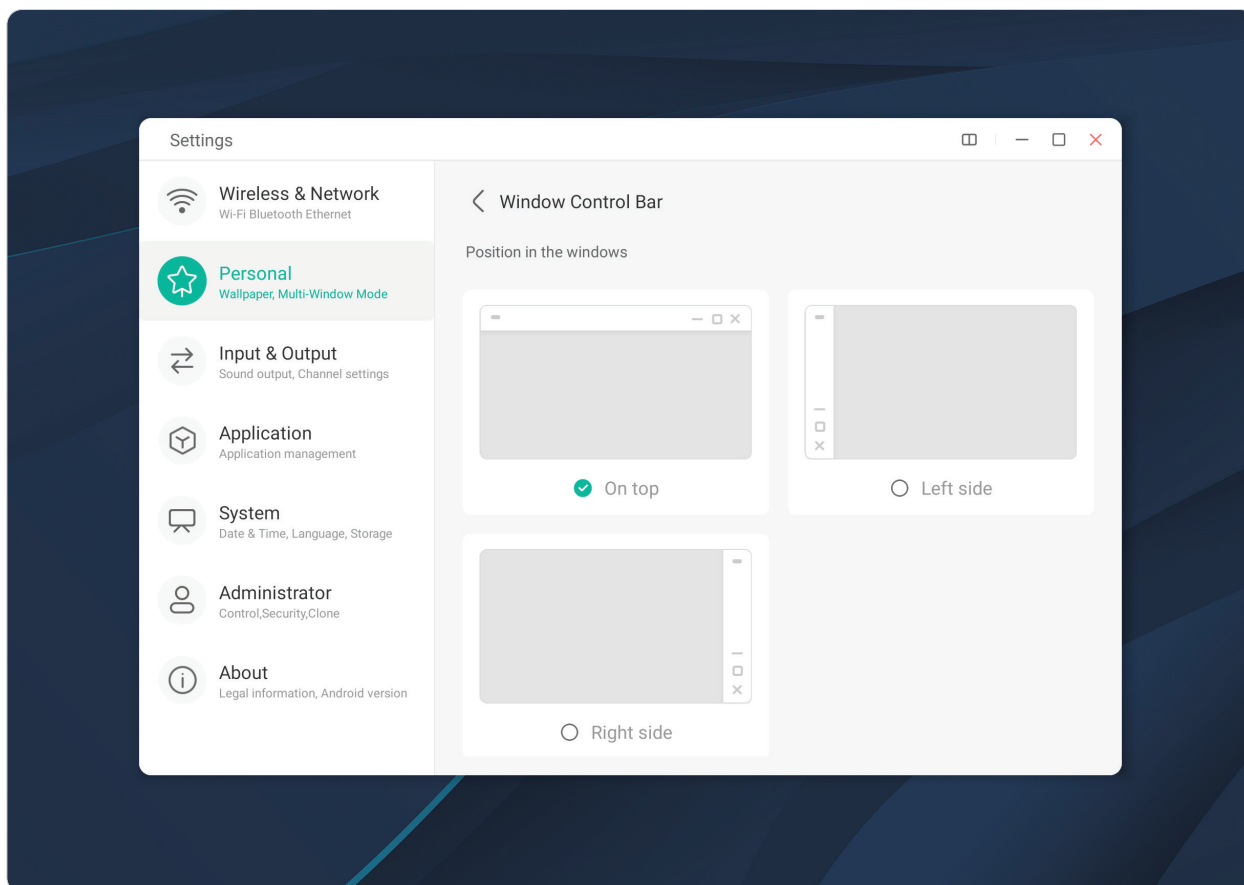 Settings
Wireless & Network
Wi-Fi Bluetooth Ethernet
Personal
Wallpaper, Multi-Window Mode
Input & Output
Sound output, Channel settings
Application
Application management
System
Date & Time, Language, Storage
Administrator
Control,Security,Clone
About
Legal information, Android version
Window Control Bar
Position in the windows
On top
Left side
Right side